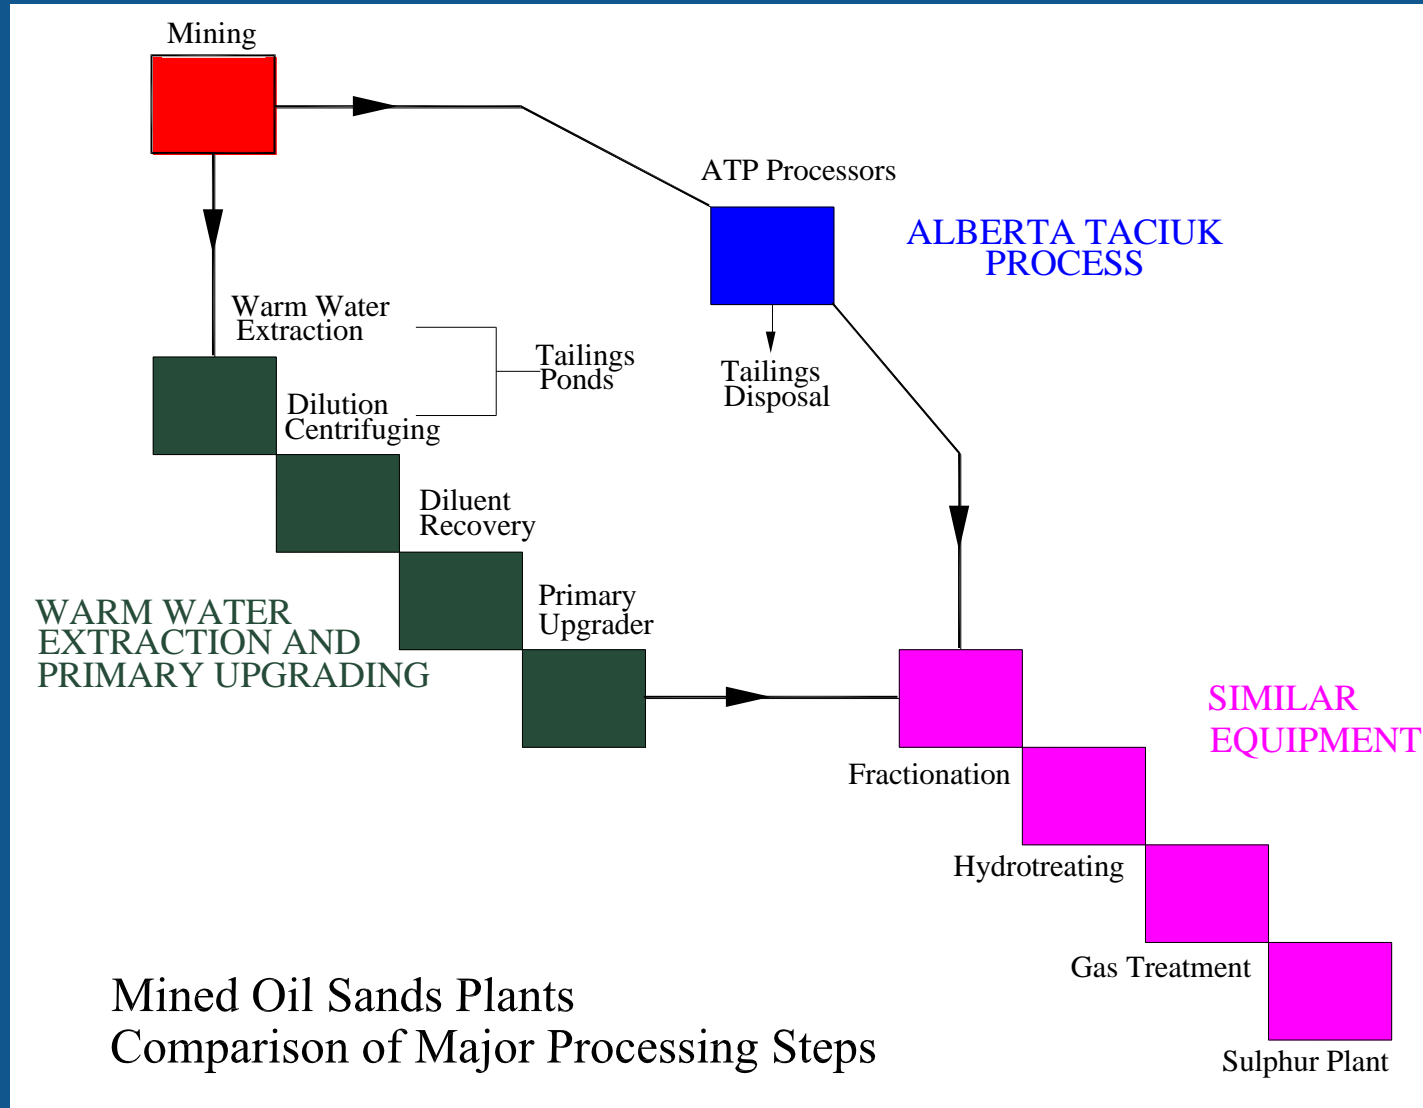 Mining
ATP Processors
ALBERTA TACIUK
PROCESS
Warm Water
Extraction
Tailings
Ponds
Tailings
Disposal
Dilution
Centrifuging
Diluent
Recovery
WARM WATER
EXTRACTION AND
PRIMARY UPGRADING
Primary
Upgrader
SIMILAR
EQUIPMENT
Fractionation
Hydrotreating
Gas Treatment
Sulphur Plant
Mined Oil Sands Plants
Comparison of Major Processing Steps